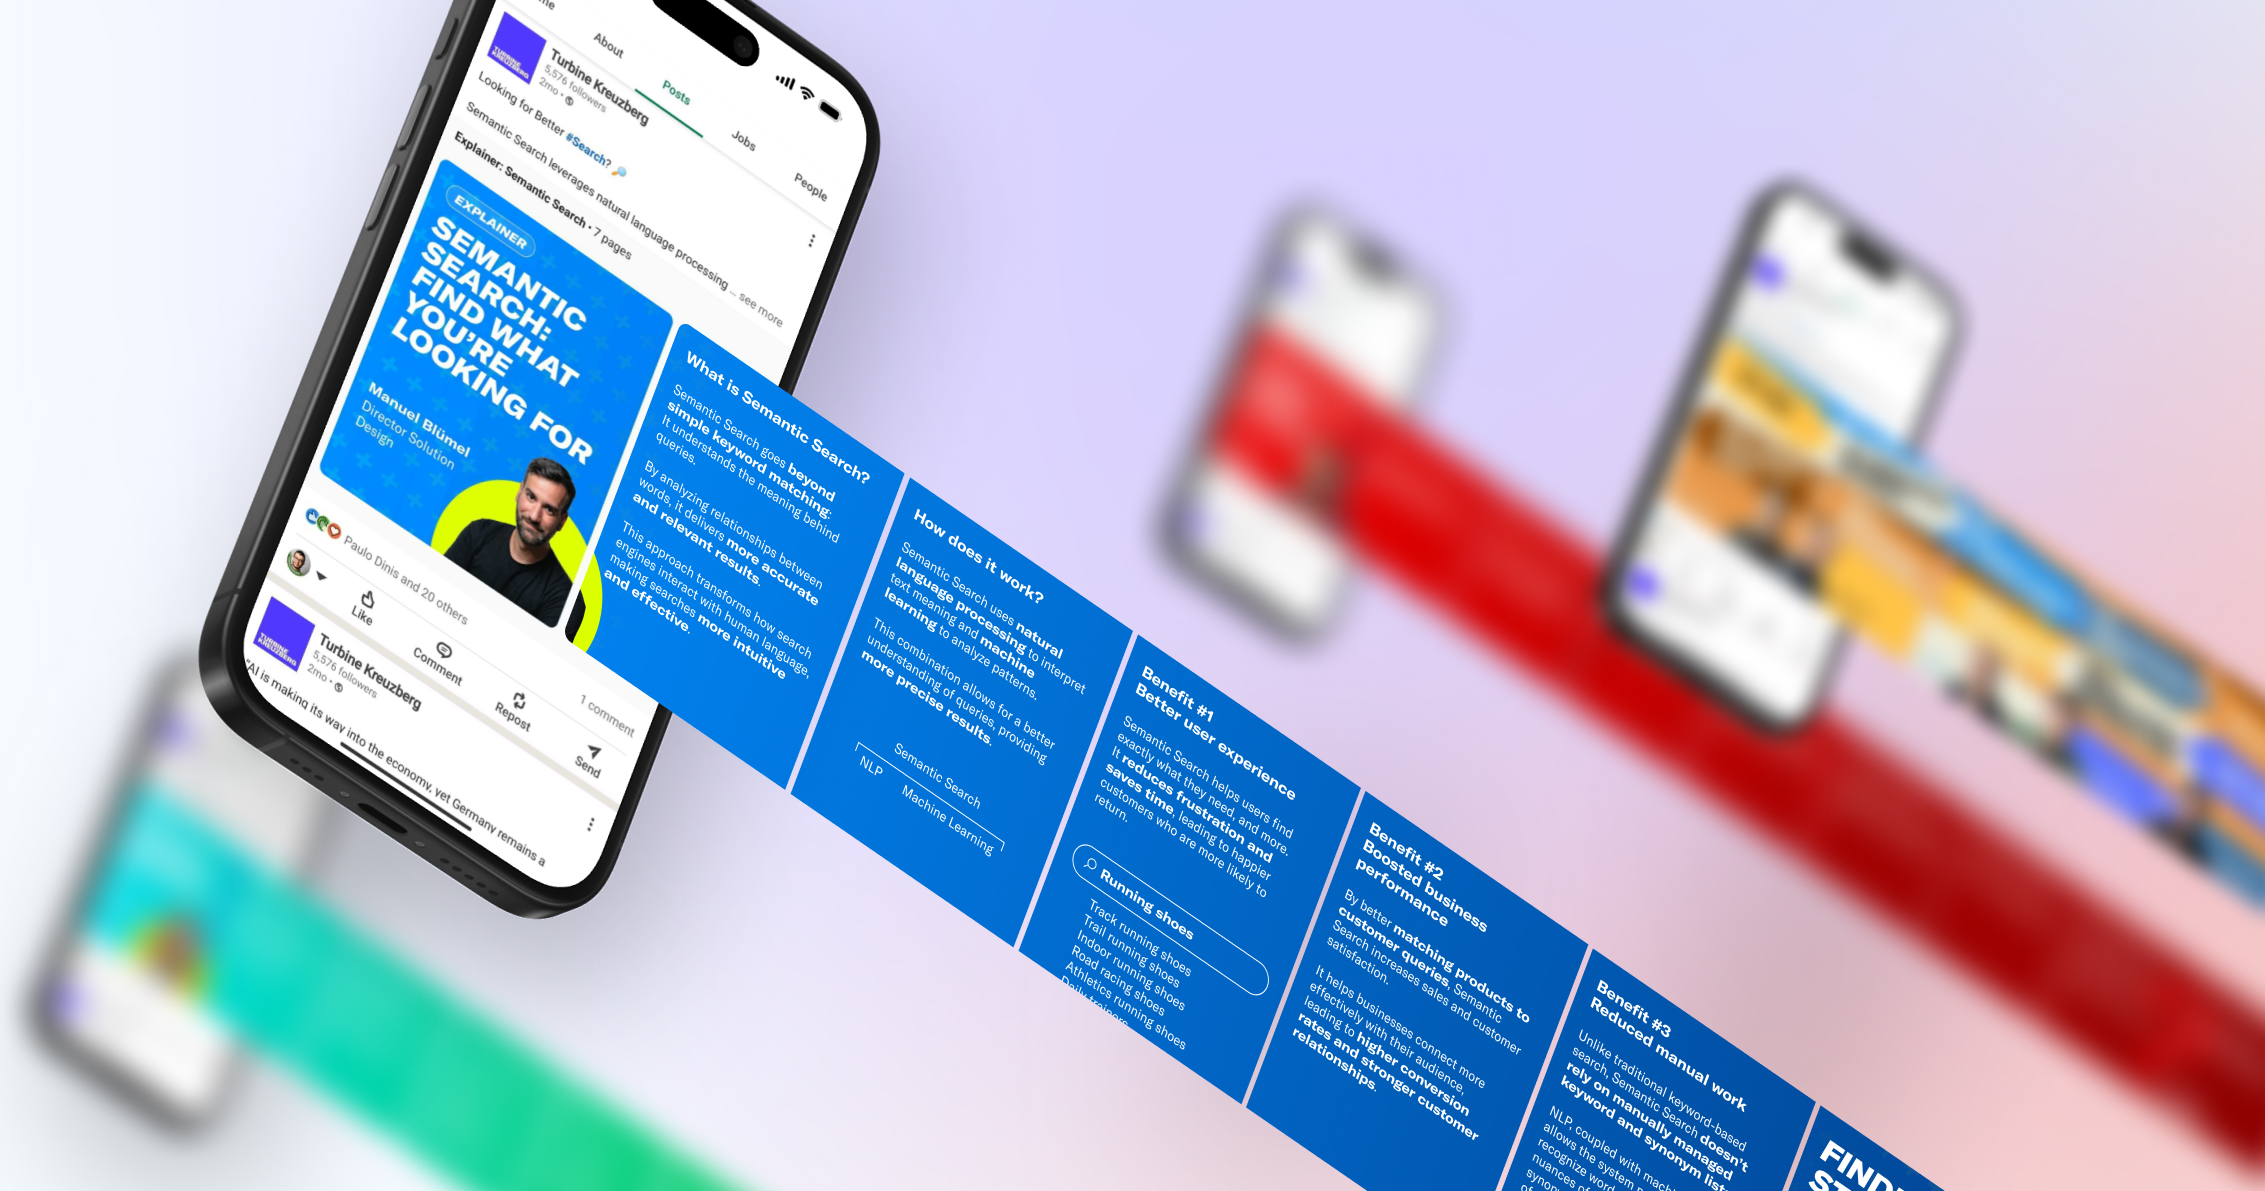 About
Posts
Jobs
People
TURBINE
KREUZBERG
Turbine Kreuzberg
5,576 followers
2mo •
Looking for Better #Search? 🔎
Semantic Search leverages natural language processing ... see more
Explainer: Semantic Search • 7 pages
EXPLAINER
SEMANTIC
SEARCH:
FIND WHAT
YOU'RE
LOOKING FOR
Manuel Blümel
Director Solution
Design
Paulo Dinis and 20 others
1 comment
Like
Comment
Repost
Send
TURBINE
KREUZBERG
Turbine Kreuzberg
5,576 followers
2mo •
"AI is making its way into the economy, yet Germany remains a
What is Semantic Search?
Semantic Search goes beyond
simple keyword matching:
It understands the meaning behind
queries.
By analyzing relationships between
words, it delivers more accurate
and relevant results.
This approach transforms how search
engines interact with human language,
making searches more intuitive
and effective.
How does it work?
Semantic Search uses natural
language processing to interpret
text meaning and machine
learning to analyze patterns.
This combination allows for a better
understanding of queries, providing
more precise results.
Semantic Search
NLP
Machine Learning
Benefit #1
Better user experience
Semantic Search helps users find
exactly what they need, and more.
It reduces frustration and
saves time, leading to happier
customers who are more likely to
return.
Running shoes
Track running shoes
Trail running shoes
Indoor running shoes
Road racing shoes
Athletics running shoes
Daily trainers
Benefit #2
Boosted business
performance
By better matching products to
customer queries, Semantic
Search increases sales and customer
satisfaction.
It helps businesses connect more
effectively with their audience,
leading to higher conversion
rates and stronger customer
relationships.
Benefit #3
Reduced manual work
Unlike traditional keyword-based
search, Semantic Search doesn't
rely on manually managed
keyword and synonym lists
NLP, coupled with machi
allows the system
recognize word
nuances of
synony
of
FIND
ST